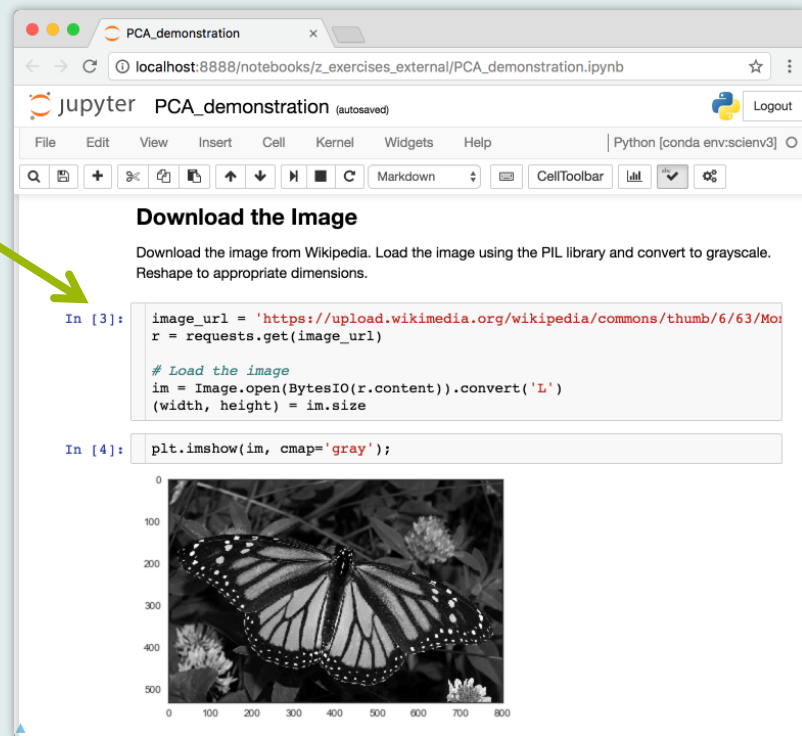 PCA_demonstration ×
localhost:8888/notebooks/z_exercises_external/PCA_demonstration.ipynb
jupyter PCA_demonstration (autosaved) Logout
File Edit View Insert Cell Kernel Widgets Help Python [conda env:scienv3]
Markdown CellToolbar
Download the Image
Download the image from Wikipedia. Load the image using the PIL library and convert to grayscale.
Reshape to appropriate dimensions.
In [3]: image_url = 'https://upload.wikimedia.org/wikipedia/commons/thumb/6/63/Mon
r = requests.get(image_url)
# Load the image
im = Image.open(BytesIO(r.content)).convert('L')
(width, height) = im.size
In [4]: plt.imshow(im, cmap='gray');
0
100
200
300
400
500
0 100 200 300 400 500 600 700 800